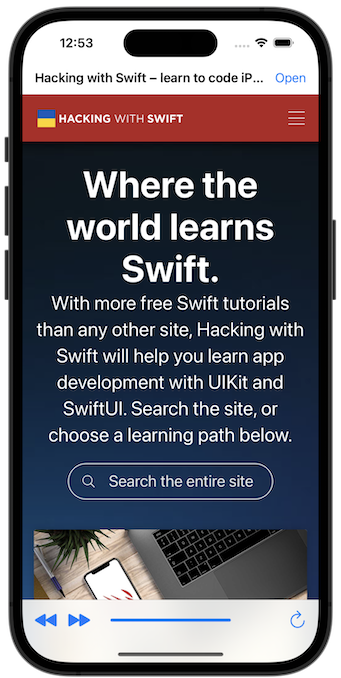 12:53
Hacking with Swift – learn to code iP... Open
HACKING WITH SWIFT
Where the
world learns
Swift.
With more free Swift tutorials
than any other site, Hacking with
Swift will help you learn app
development with UIKit and
SwiftUI. Search the site, or
choose a learning path below.
Search the entire site